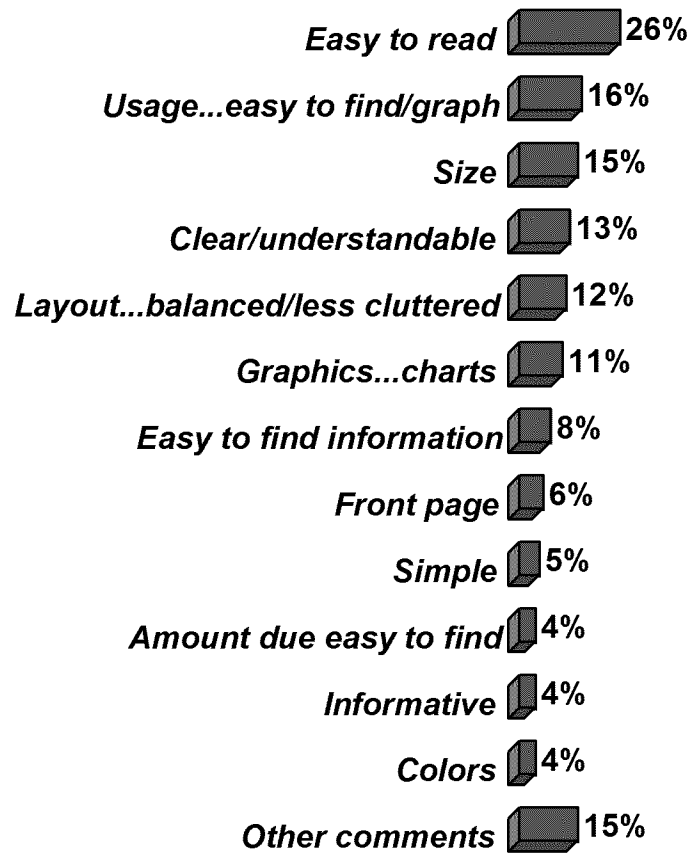 Easy to read 26%
Usage...easy to find/graph 16%
Size 15%
Clear/understandable 13%
Layout...balanced/less cluttered 12%
Graphics...charts 11%
Easy to find information 8%
Front page 6%
Simple 5%
Amount due easy to find 4%
Informative 4%
Colors 4%
Other comments 15%